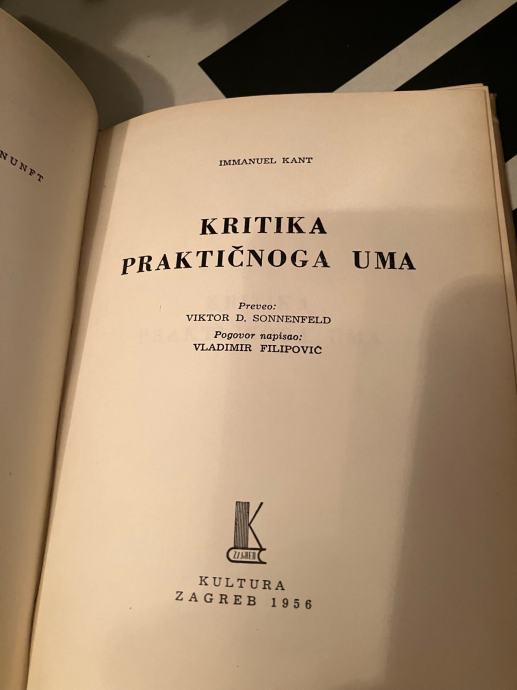 NUNFT
IMMANUEL KANT
KRITIKA
PRAKTIČNOGA UMA
Preveo:
VIKTOR D. SONNENFELD
Pogovor napisao:
VLADIMIR FILIPOVIĆ
K
ZAGREB
KULTURA
ZAGREB 1956